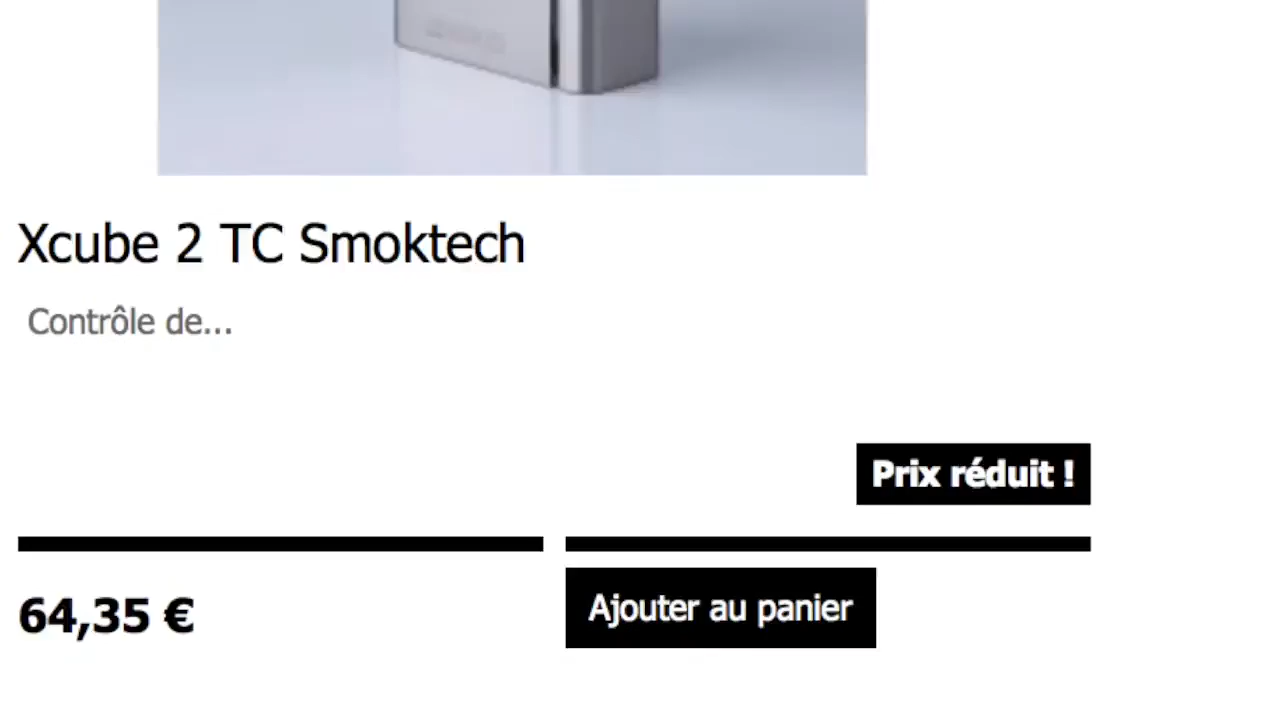 Xcube 2 TC Smoktech
Contrôle de...
Prix réduit !
64,35 €
Ajouter au panier